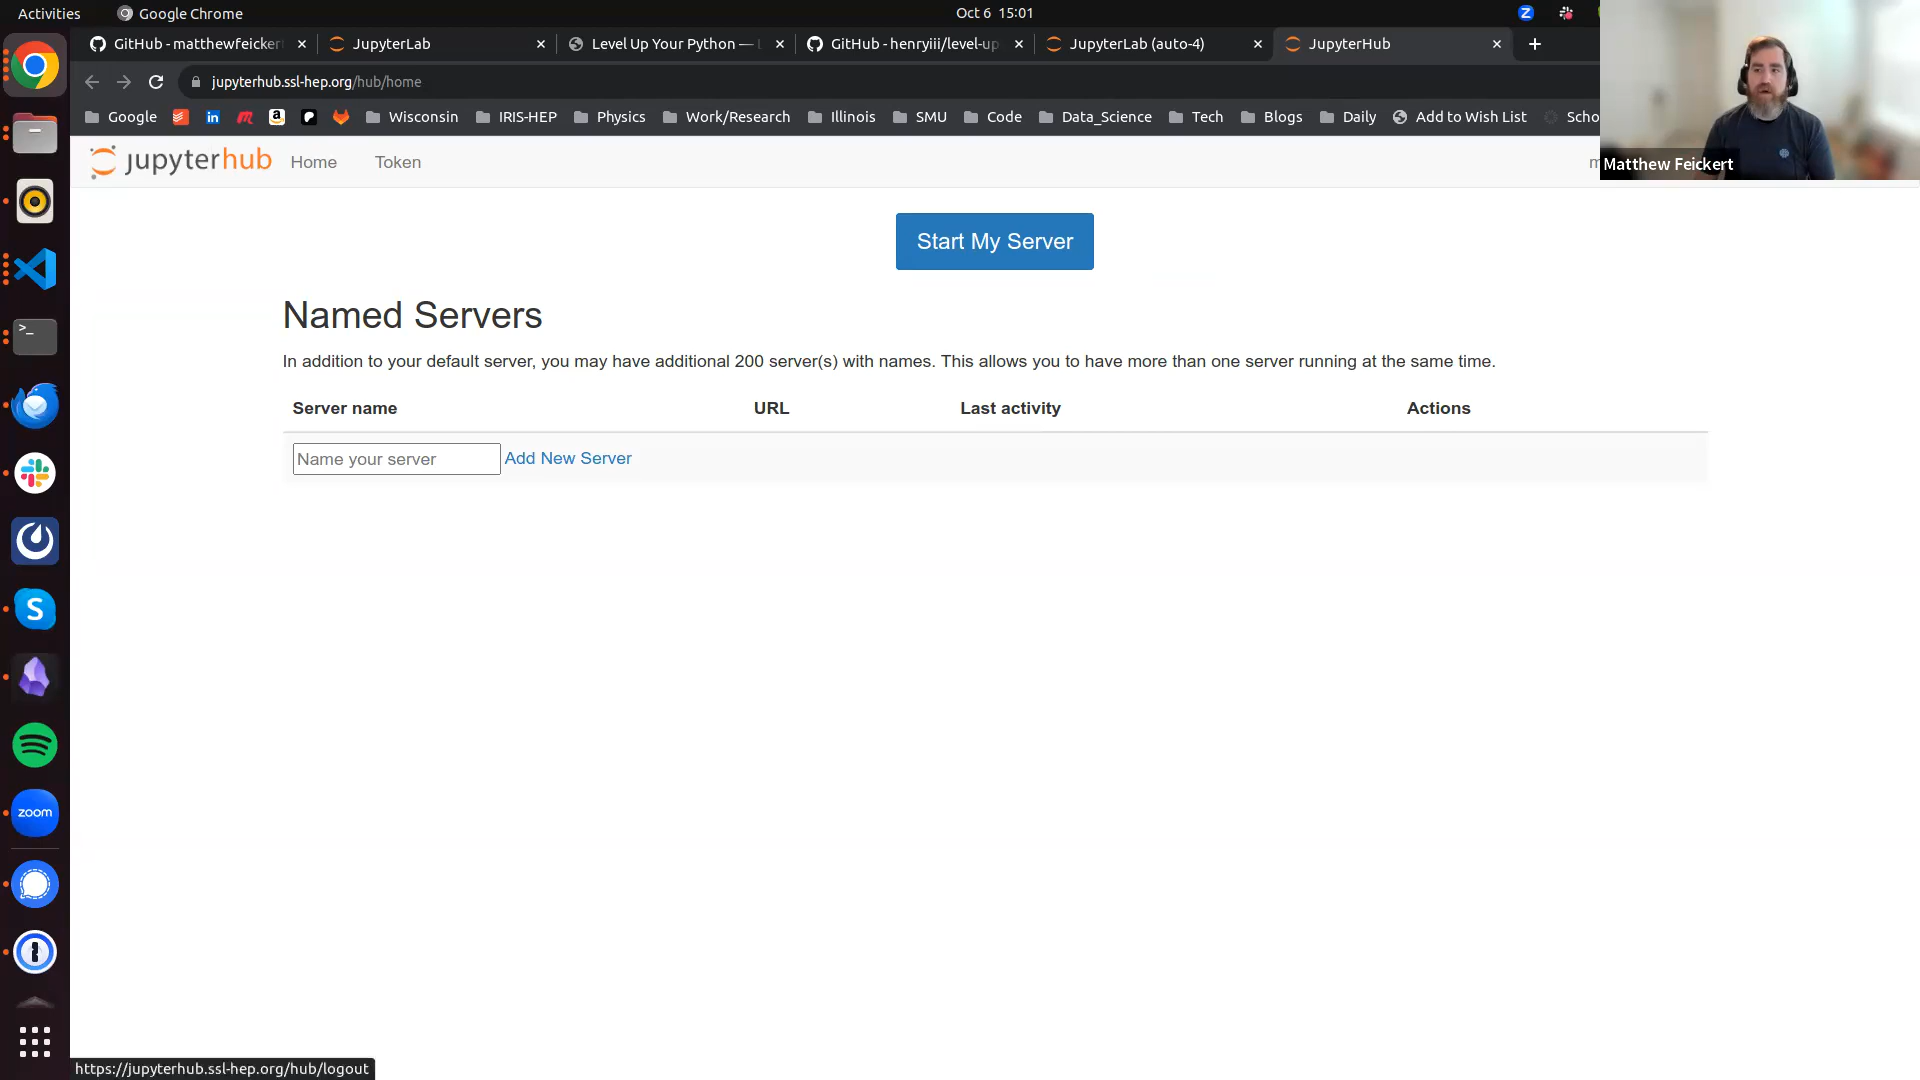 Activities
Google Chrome
Oct 6 15:01
Z
GitHub - matthewfeicker
JupyterLab
Level Up Your Python — L
GitHub - henryiii/level-up
JupyterLab (auto-4)
JupyterHub
jupyterhub.ssl-hep.org/hub/home
Google
in
a
Wisconsin
IRIS-HEP
Physics
Work/Research
Illinois
SMU
Code
Data_Science
Tech
Blogs
Daily
Add to Wish List
Scho
jupyterhub
Home
Token
m
Matthew Feickert
Start My Server
Named Servers
In addition to your default server, you may have additional 200 server(s) with names. This allows you to have more than one server running at the same time.
Server name
URL
Last activity
Actions
Name your server
Add New Server
>_
S
zoom
https://jupyterhub.ssl-hep.org/hub/logout